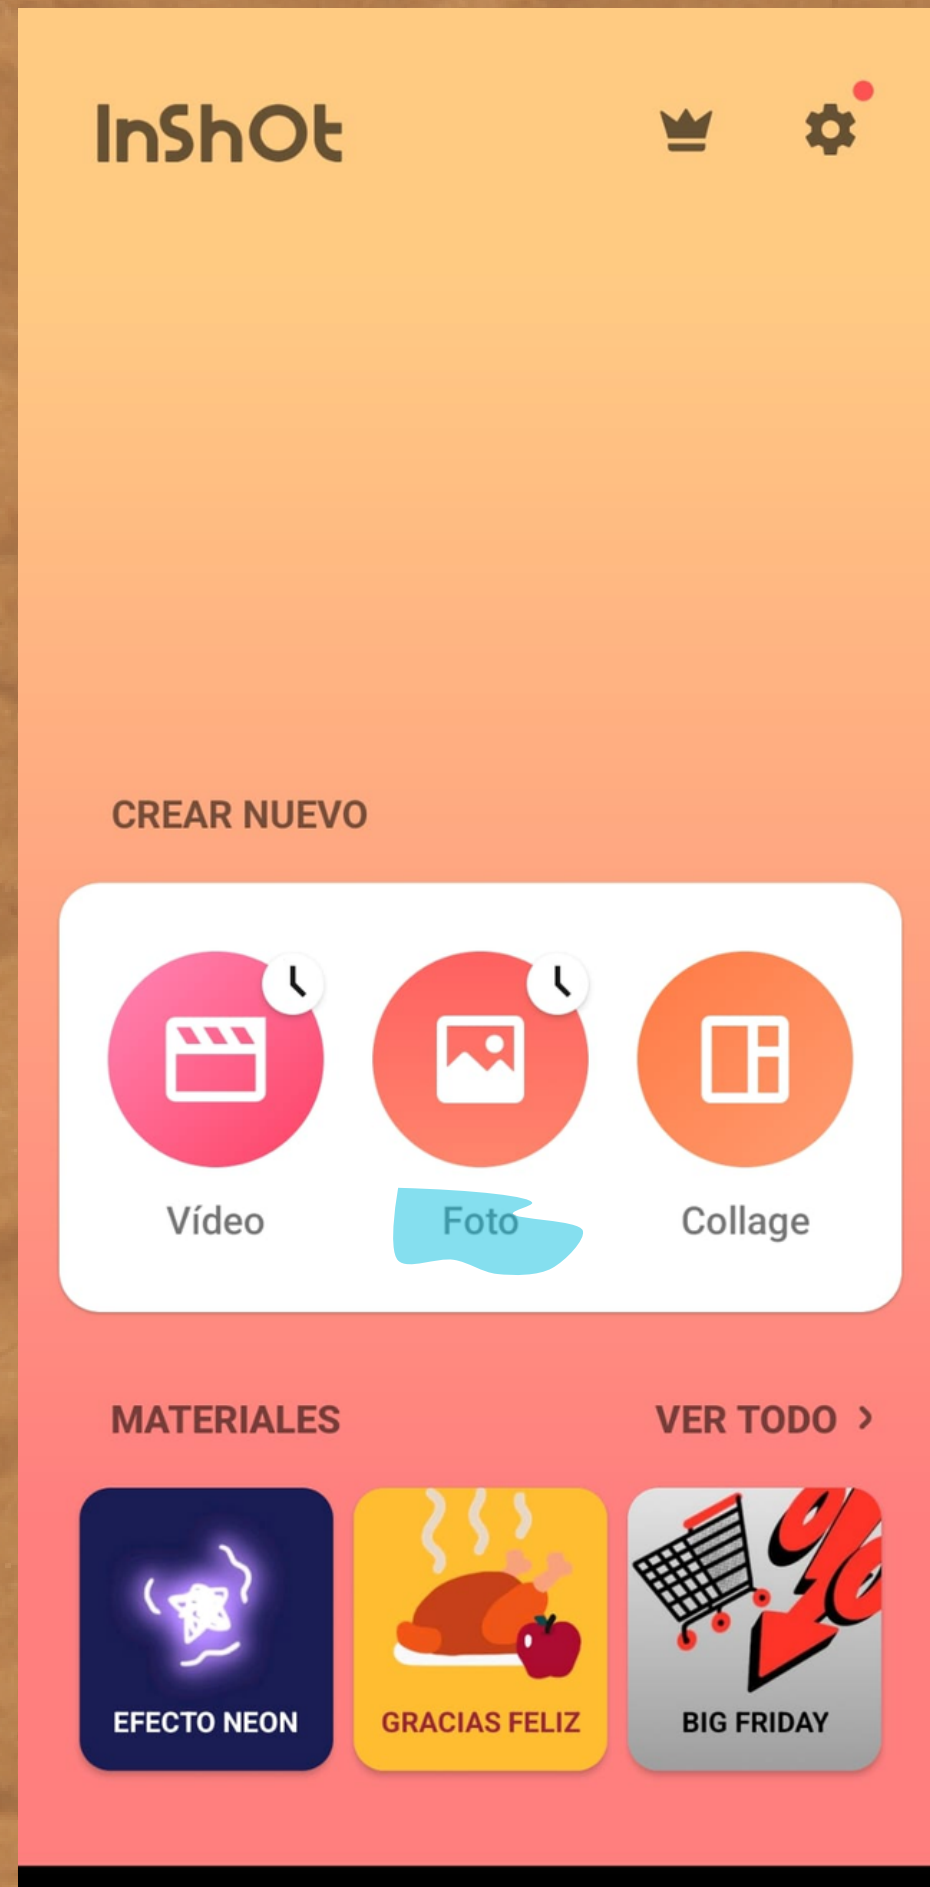 InShOt
CREAR NUEVO
Vídeo
Foto
Collage
MATERIALES
VER TODO >
EFECTO NEON
GRACIAS FELIZ
%
BIG FRIDAY